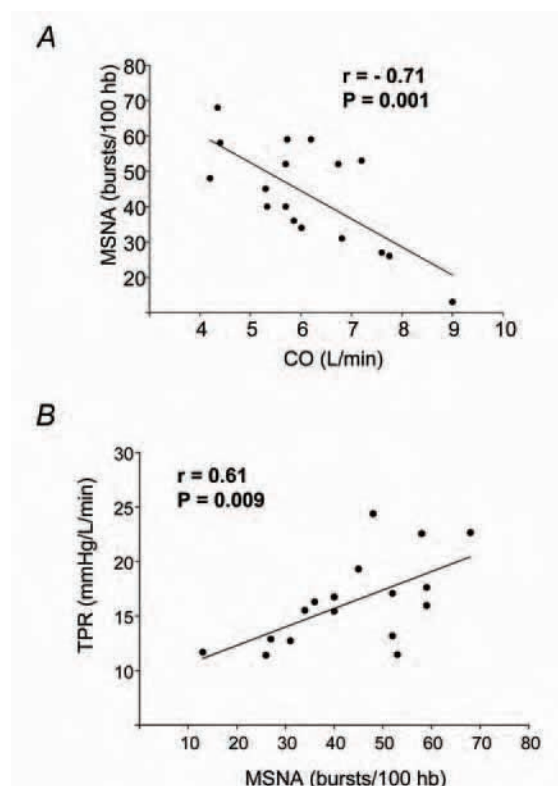 A
r = - 0.71
P = 0.001
MSNA (bursts/100 hb)
80
70
60
50
40
30
20
4 5 6 7 8 9 10
CO (L/min)
B
r = 0.61
P = 0.009
TPR (mmHg/L/min)
30
25
20
15
10
10 20 30 40 50 60 70 80
MSNA (bursts/100 hb)